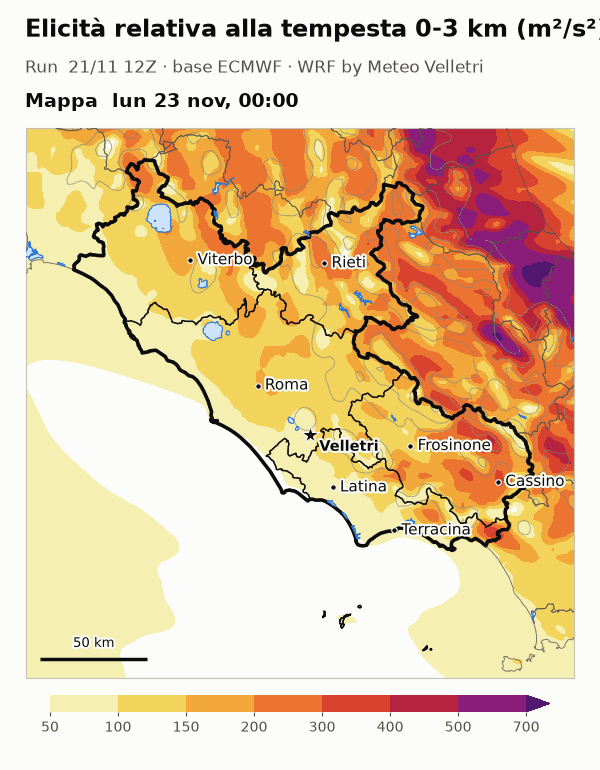 Elicità relativa alla tempesta 0-3 km (m²/s²)
Run  21/11 12Z · base ECMWF · WRF by Meteo Velletri
Mappa  lun 23 nov, 00:00
Viterbo
Rieti
Roma
Velletri
Frosinone
Latina
Cassino
Terracina
50 km
50 100 150 200 300 400 500 700